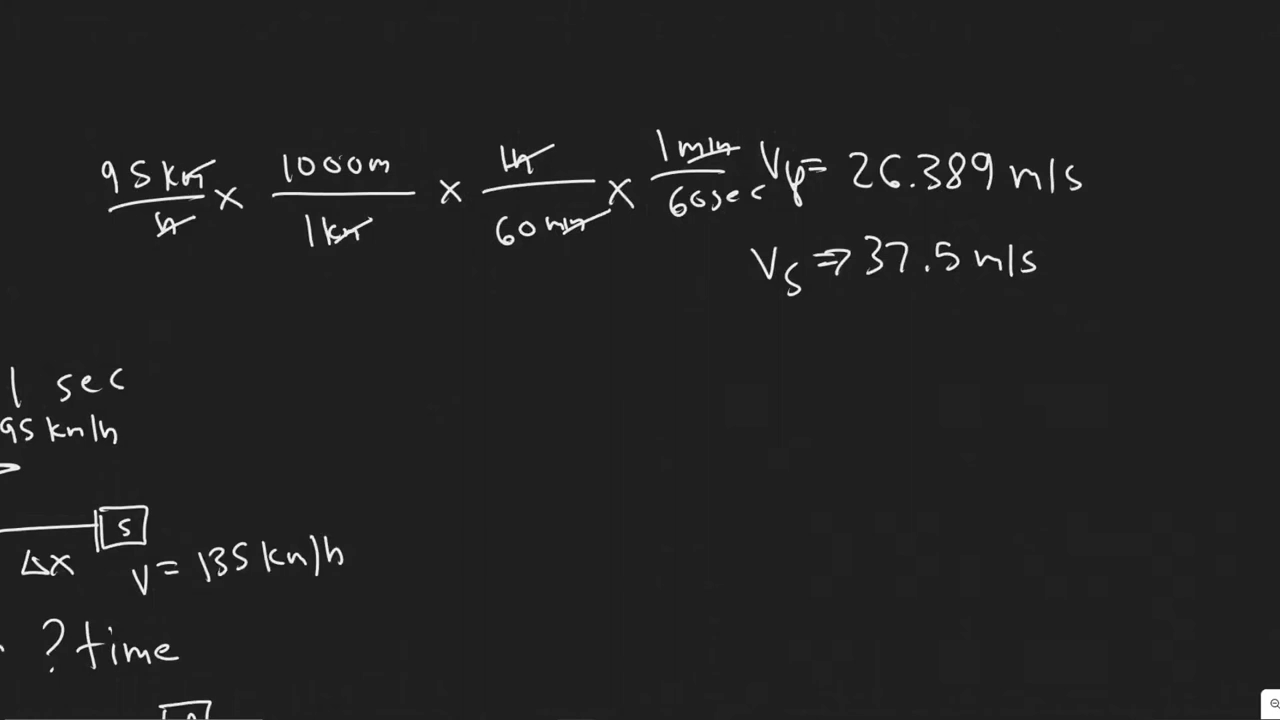 95 km/h × 1000m/1km × 1h/60min × 1min/60sec Vp= 26.389 m/s
Vs => 37.5 m/s
1 sec
95 km/h
S
Δx V= 135 km/h
? time